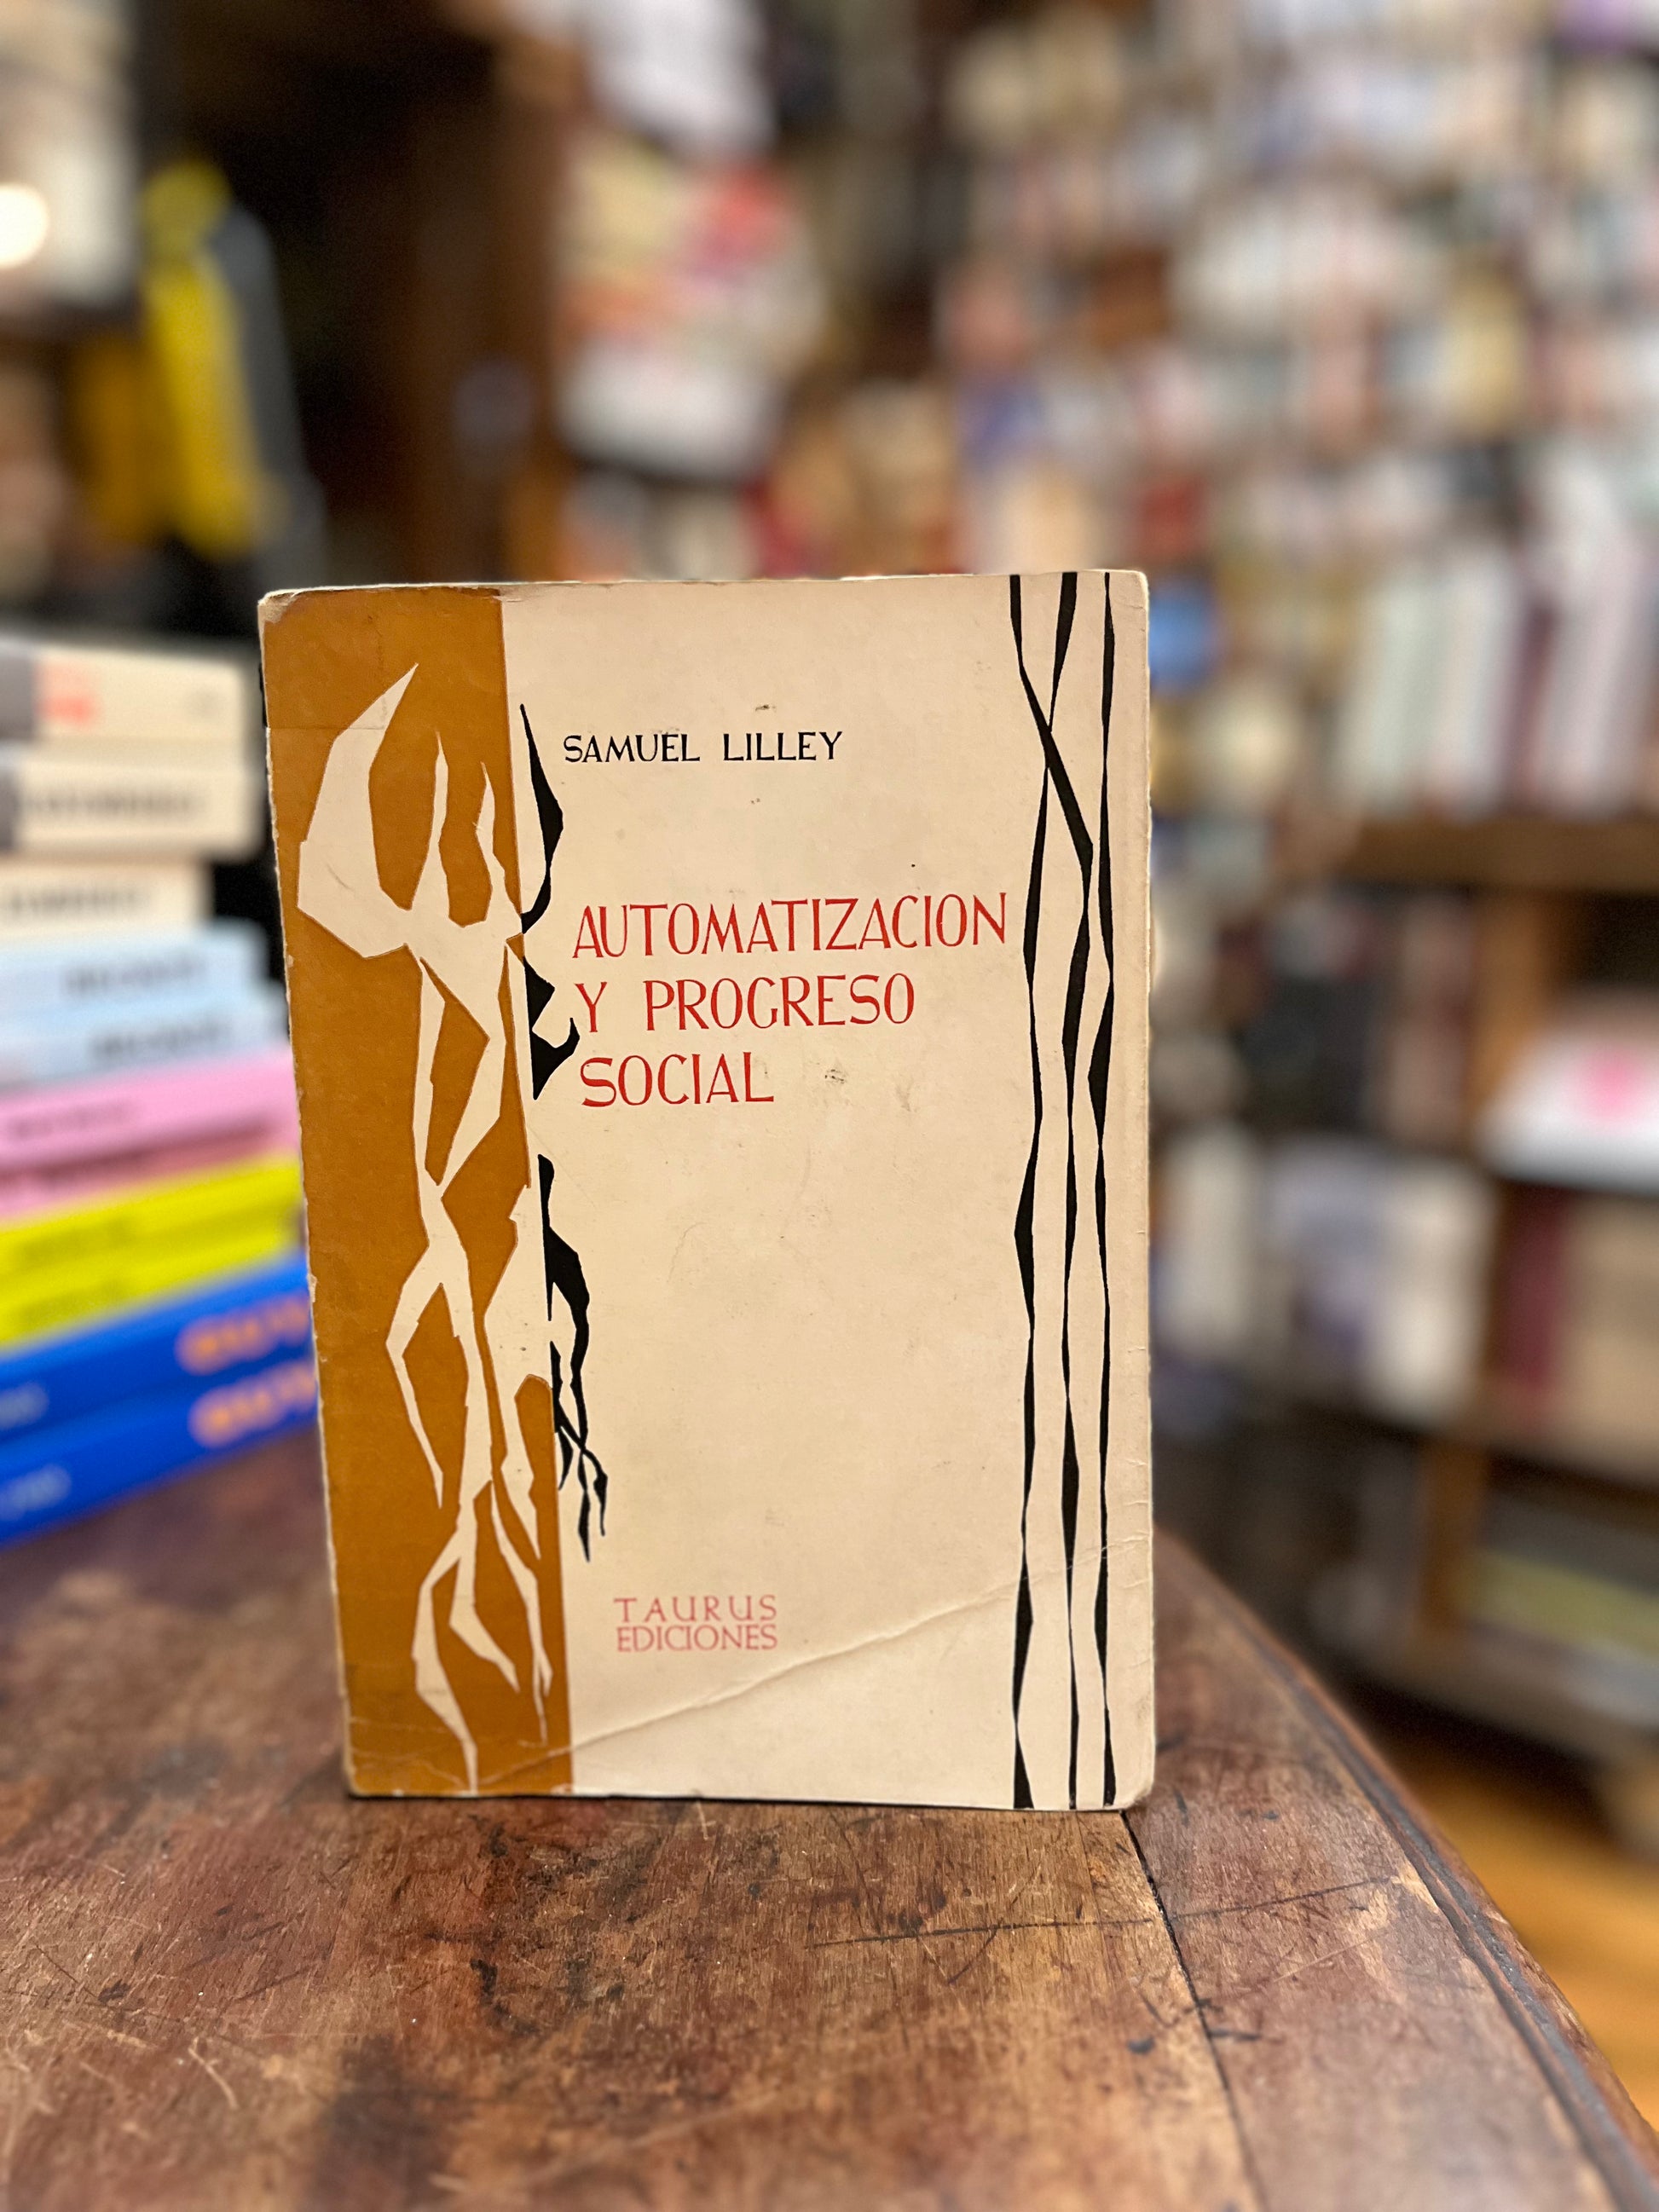 SAMUEL LILLEY
AUTOMATIZACION
Y PROGRESO
SOCIAL
TAURUS
EDICIONES